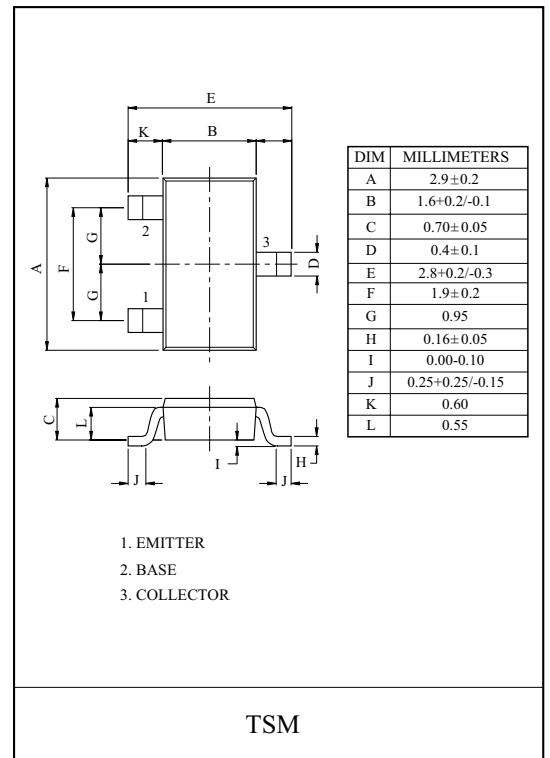 E
K B
A
F
G
G
2
1
3
D
C
L
I
H
J
J
DIM MILLIMETERS
A 2.9±0.2
B 1.6+0.2/-0.1
C 0.70±0.05
D 0.4±0.1
E 2.8+0.2/-0.3
F 1.9±0.2
G 0.95
H 0.16±0.05
I 0.00-0.10
J 0.25+0.25/-0.15
K 0.60
L 0.55
1. EMITTER
2. BASE
3. COLLECTOR
TSM